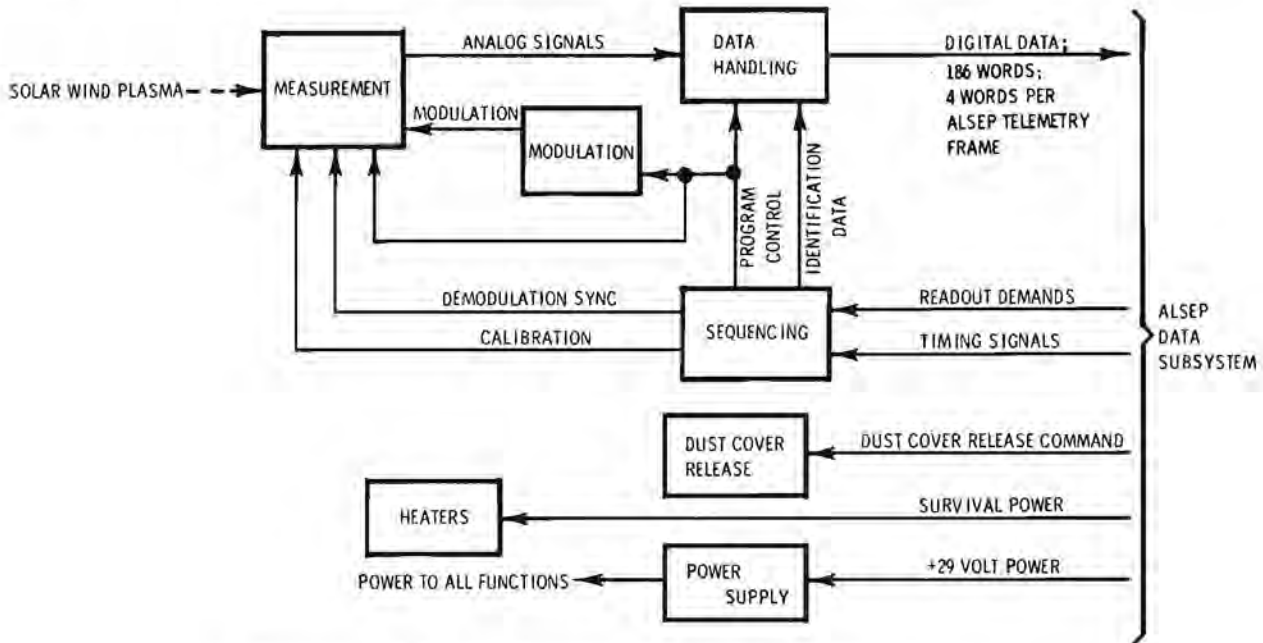 ANALOG SIGNALS
DATA
HANDLING
DIGITAL DATA;
186 WORDS;
4 WORDS PER
ALSEP TELEMETRY
FRAME
SOLAR WIND PLASMA
MEASUREMENT
MODULATION
MODULATION
PROGRAM
CONTROL
IDENTIFICATION
DATA
DEMODULATION SYNC
CALIBRATION
SEQUENCING
READOUT DEMANDS
TIMING SIGNALS
ALSEP
DATA
SUBSYSTEM
DUST COVER
RELEASE
DUST COVER RELEASE COMMAND
HEATERS
SURVIVAL POWER
POWER TO ALL FUNCTIONS
POWER
SUPPLY
+29 VOLT POWER